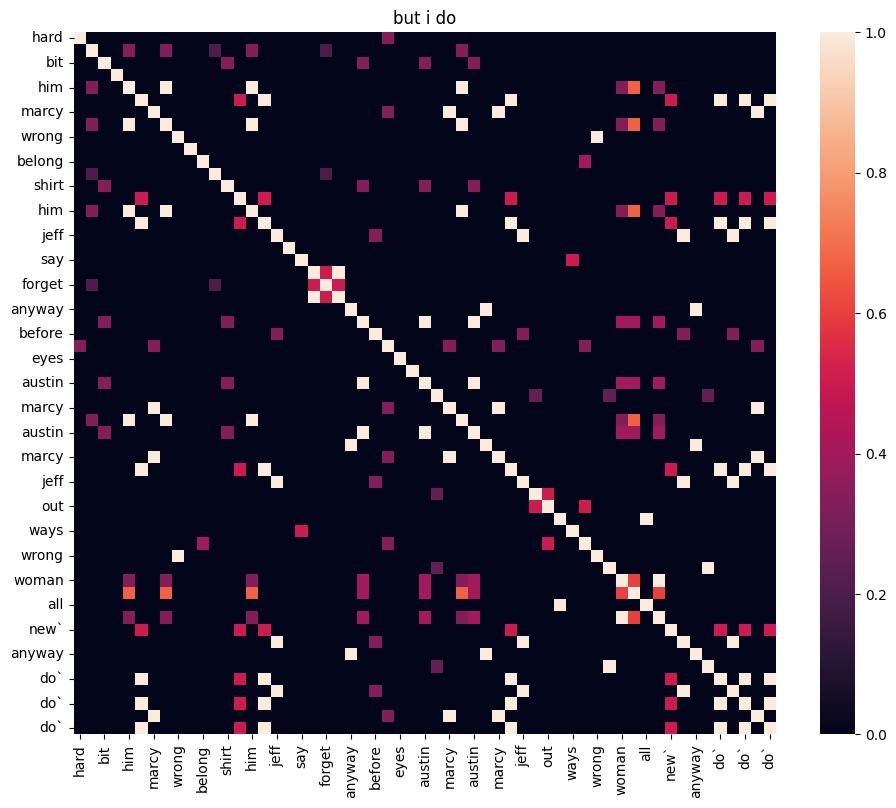 but i do
hard
bit
him
marcy
wrong
belong
shirt
him
jeff
say
forget
anyway
before
eyes
austin
marcy
austin
marcy
jeff
out
ways
wrong
woman
all
new`
anyway
do`
do`
do`
1.0
0.8
0.6
0.4
0.2
0.0
hard
bit
him
marcy
wrong
belong
shirt
him
jeff
say
forget
anyway
before
eyes
austin
marcy
austin
marcy
jeff
out
ways
wrong
woman
all
new`
anyway
do`
do`
do`